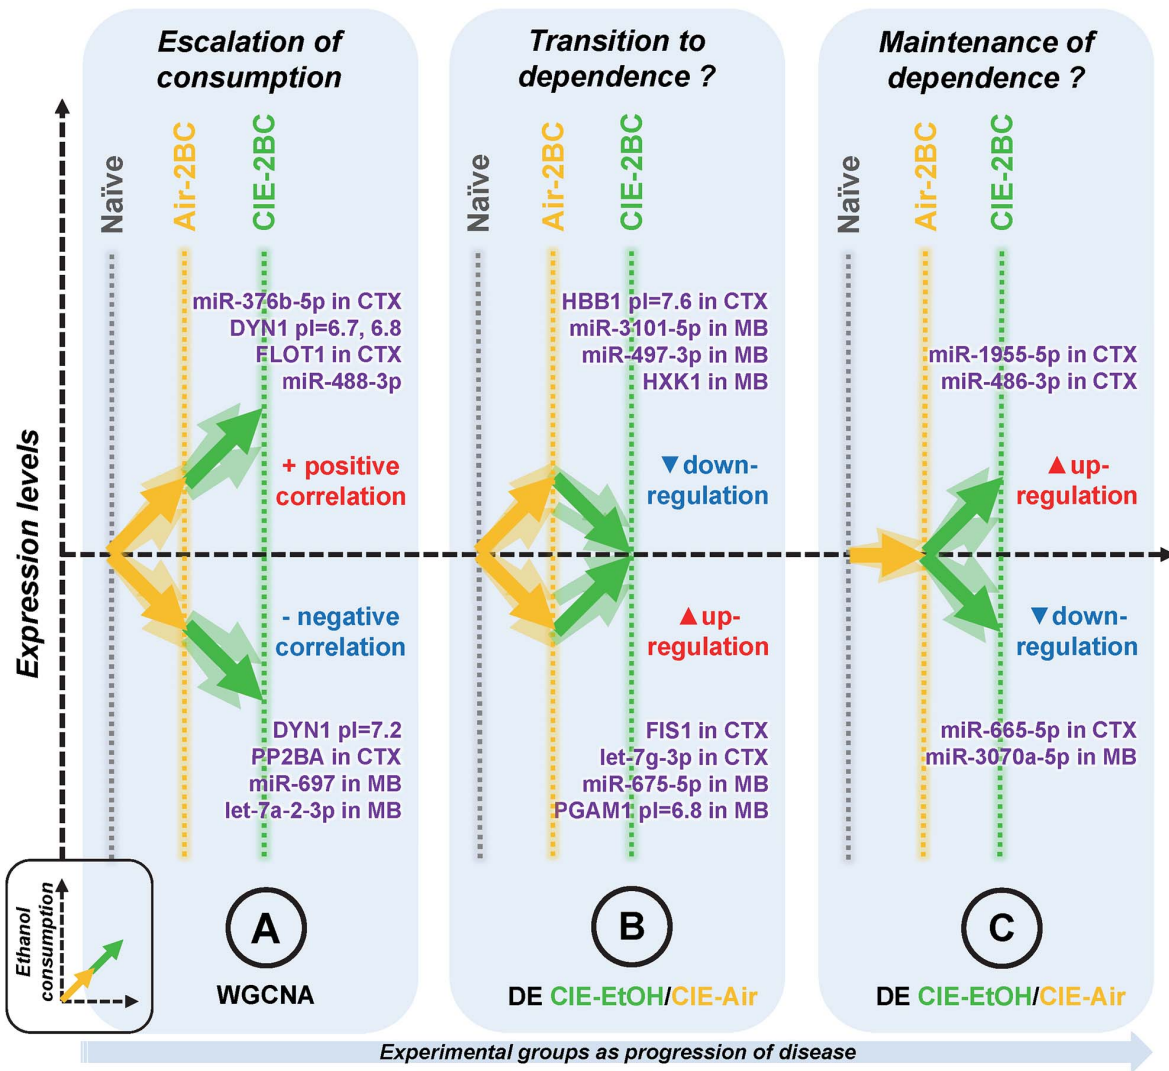 Escalation of
consumption
Naïve
Air-2BC
CIE-2BC
miR-376b-5p in CTX
DYN1 pI=6.7, 6.8
FLOT1 in CTX
miR-488-3p
+ positive
correlation
- negative
correlation
DYN1 pI=7.2
PP2BA in CTX
miR-697 in MB
let-7a-2-3p in MB
A
WGCNA
Transition to
dependence ?
Naïve
Air-2BC
CIE-2BC
HBB1 pI=7.6 in CTX
miR-3101-5p in MB
miR-497-3p in MB
HXK1 in MB
▼down-
regulation
▲up-
regulation
FIS1 in CTX
let-7g-3p in CTX
miR-675-5p in MB
PGAM1 pI=6.8 in MB
B
DE CIE-EtOH/CIE-Air
Maintenance of
dependence ?
Naïve
Air-2BC
CIE-2BC
miR-1955-5p in CTX
miR-486-3p in CTX
▲up-
regulation
▼down-
regulation
miR-665-5p in CTX
miR-3070a-5p in MB
C
DE CIE-EtOH/CIE-Air
Expression levels
Ethanol
consumption
Experimental groups as progression of disease